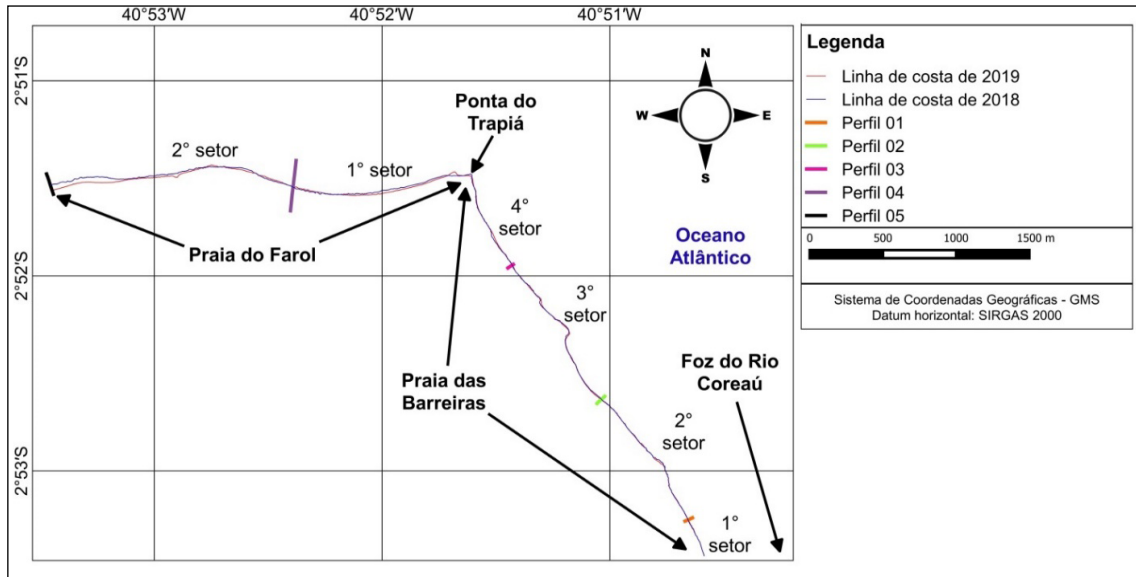 40°53'W
40°52'W
40°51'W
2°51'S
2°52'S
2°53'S
Ponta do
Trapiá
2° setor
1° setor
Praia do Farol
4°
setor
Oceano
Atlântico
3°
setor
Praia das
Barreiras
Foz do Rio
Coreaú
2°
setor
1°
setor
N
W
E
S
Legenda
Linha de costa de 2019
Linha de costa de 2018
Perfil 01
Perfil 02
Perfil 03
Perfil 04
Perfil 05
0 500 1000 1500 m
Sistema de Coordenadas Geográficas - GMS
Datum horizontal: SIRGAS 2000